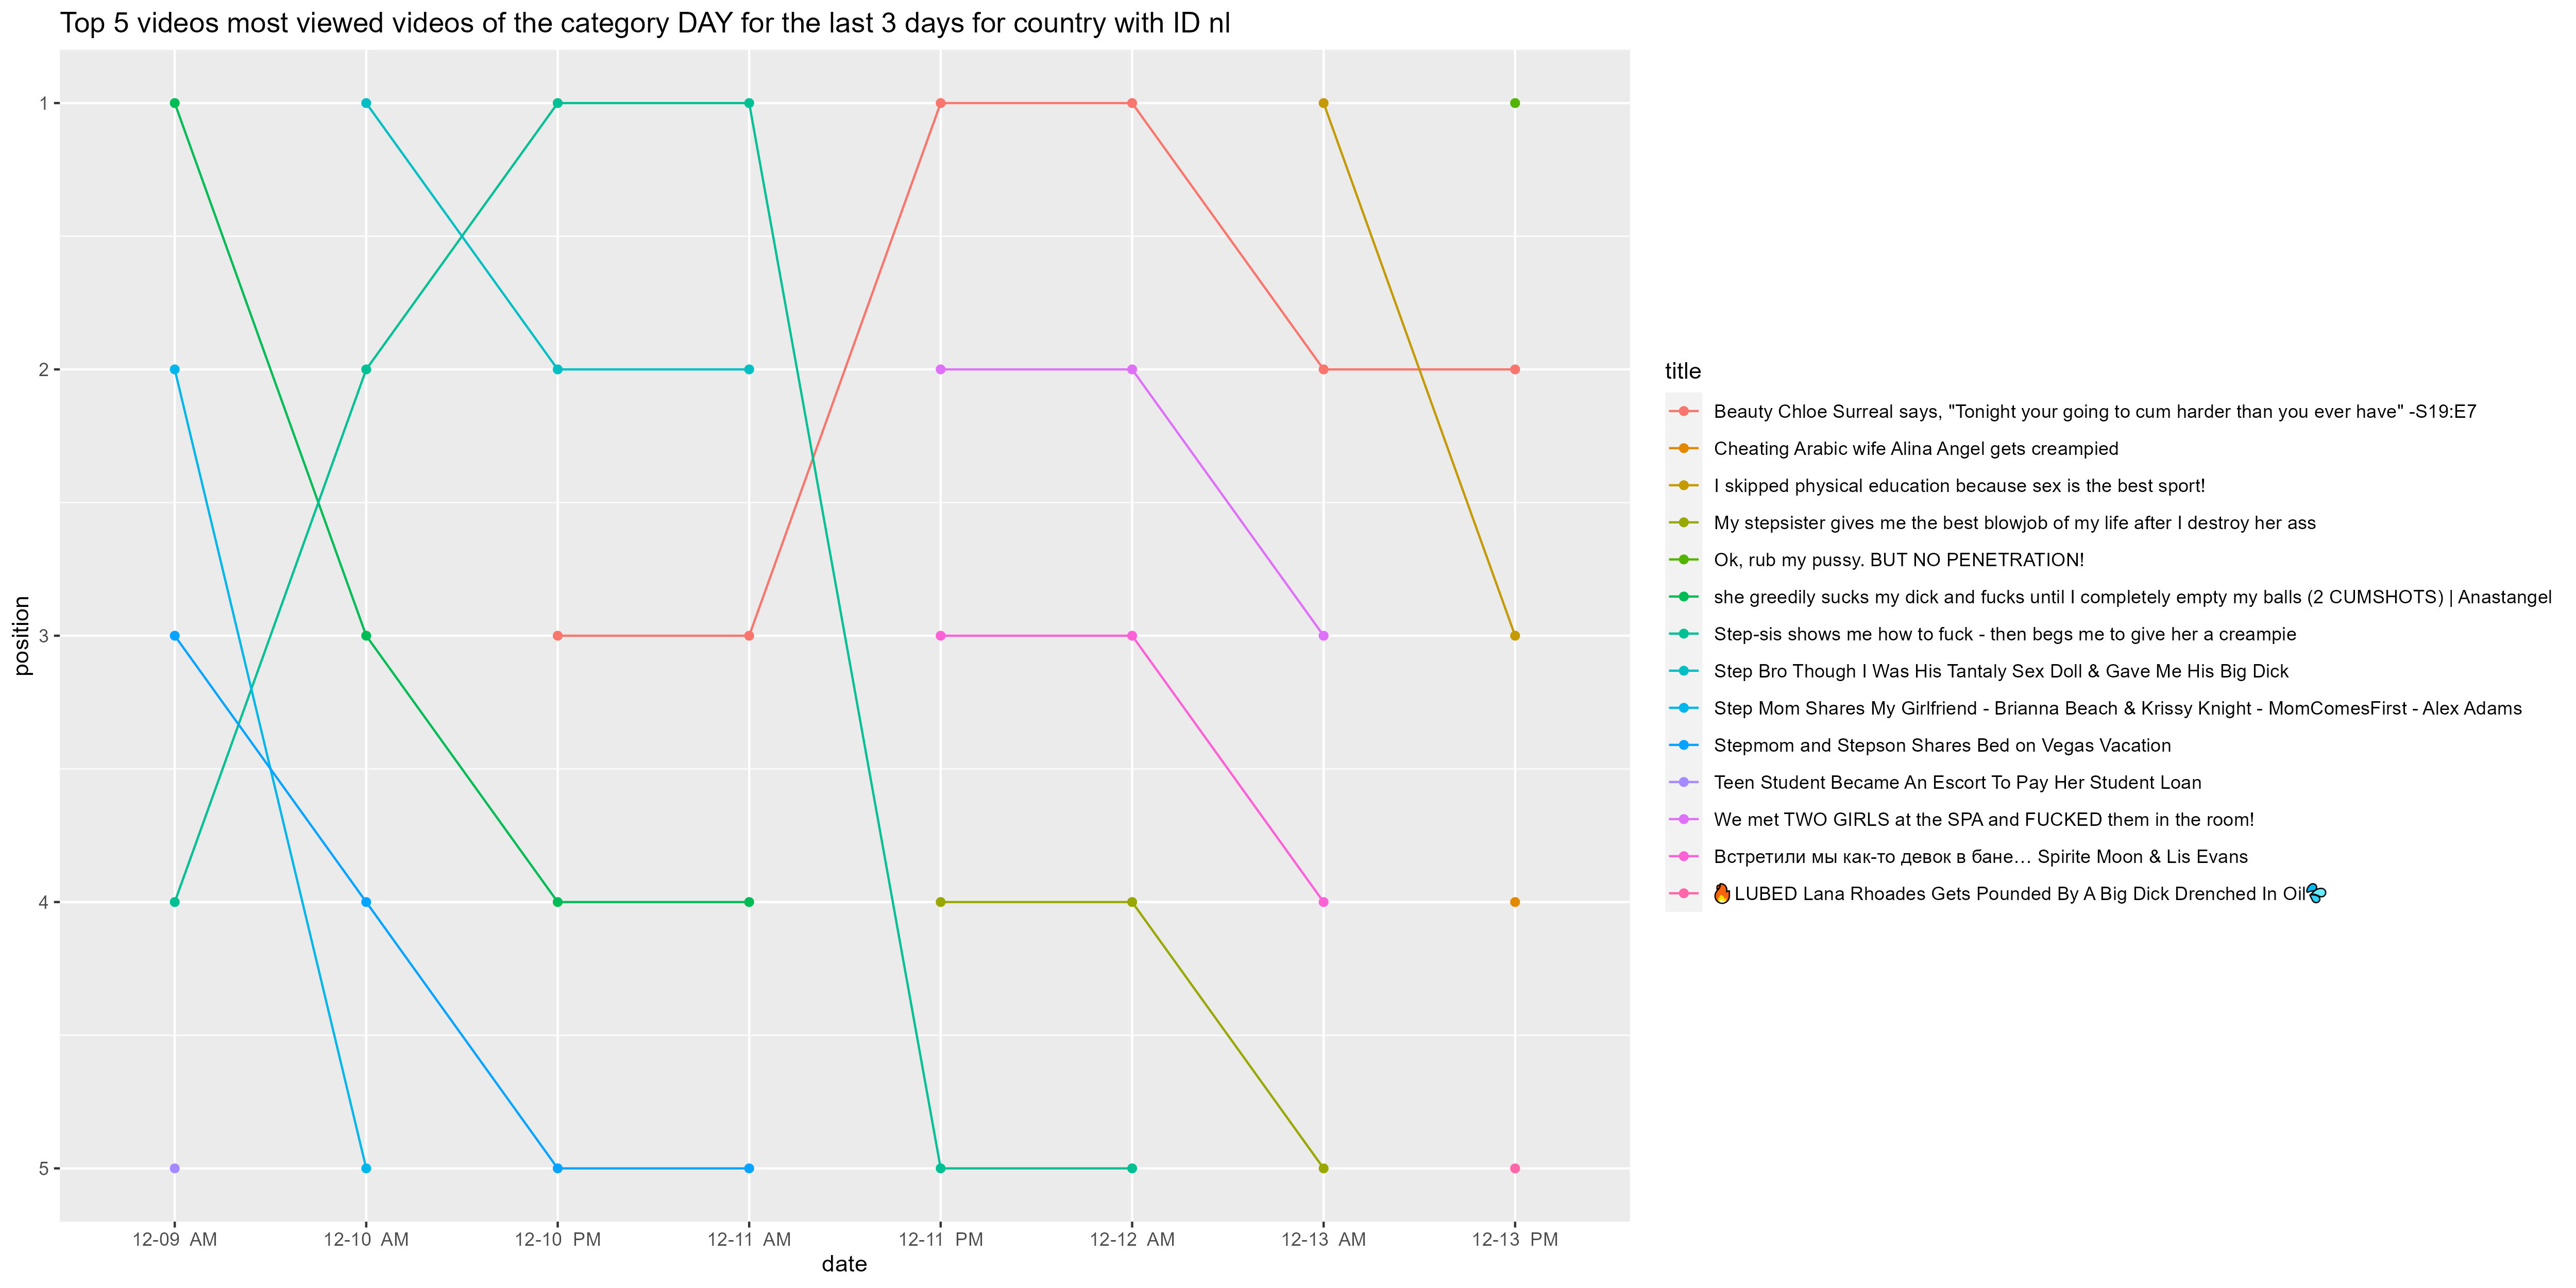 Top 5 videos most viewed videos of the category DAY for the last 3 days for country with ID nl
position
1
2
3
4
5
12-09 AM
12-10 AM
12-10 PM
12-11 AM
12-11 PM
12-12 AM
12-13 AM
12-13 PM
date
title
Beauty Chloe Surreal says, "Tonight your going to cum harder than you ever have" -S19:E7
Cheating Arabic wife Alina Angel gets creampied
I skipped physical education because sex is the best sport!
My stepsister gives me the best blowjob of my life after I destroy her ass
Ok, rub my pussy. BUT NO PENETRATION!
she greedily sucks my dick and fucks until I completely empty my balls (2 CUMSHOTS) | Anastangel
Step-sis shows me how to fuck - then begs me to give her a creampie
Step Bro Though I Was His Tantaly Sex Doll & Gave Me His Big Dick
Step Mom Shares My Girlfriend - Brianna Beach & Krissy Knight - MomComesFirst - Alex Adams
Stepmom and Stepson Shares Bed on Vegas Vacation
Teen Student Became An Escort To Pay Her Student Loan
We met TWO GIRLS at the SPA and FUCKED them in the room!
Встретили мы как-то девок в бане… Spirite Moon & Lis Evans
🔥LUBED Lana Rhoades Gets Pounded By A Big Dick Drenched In Oil💦